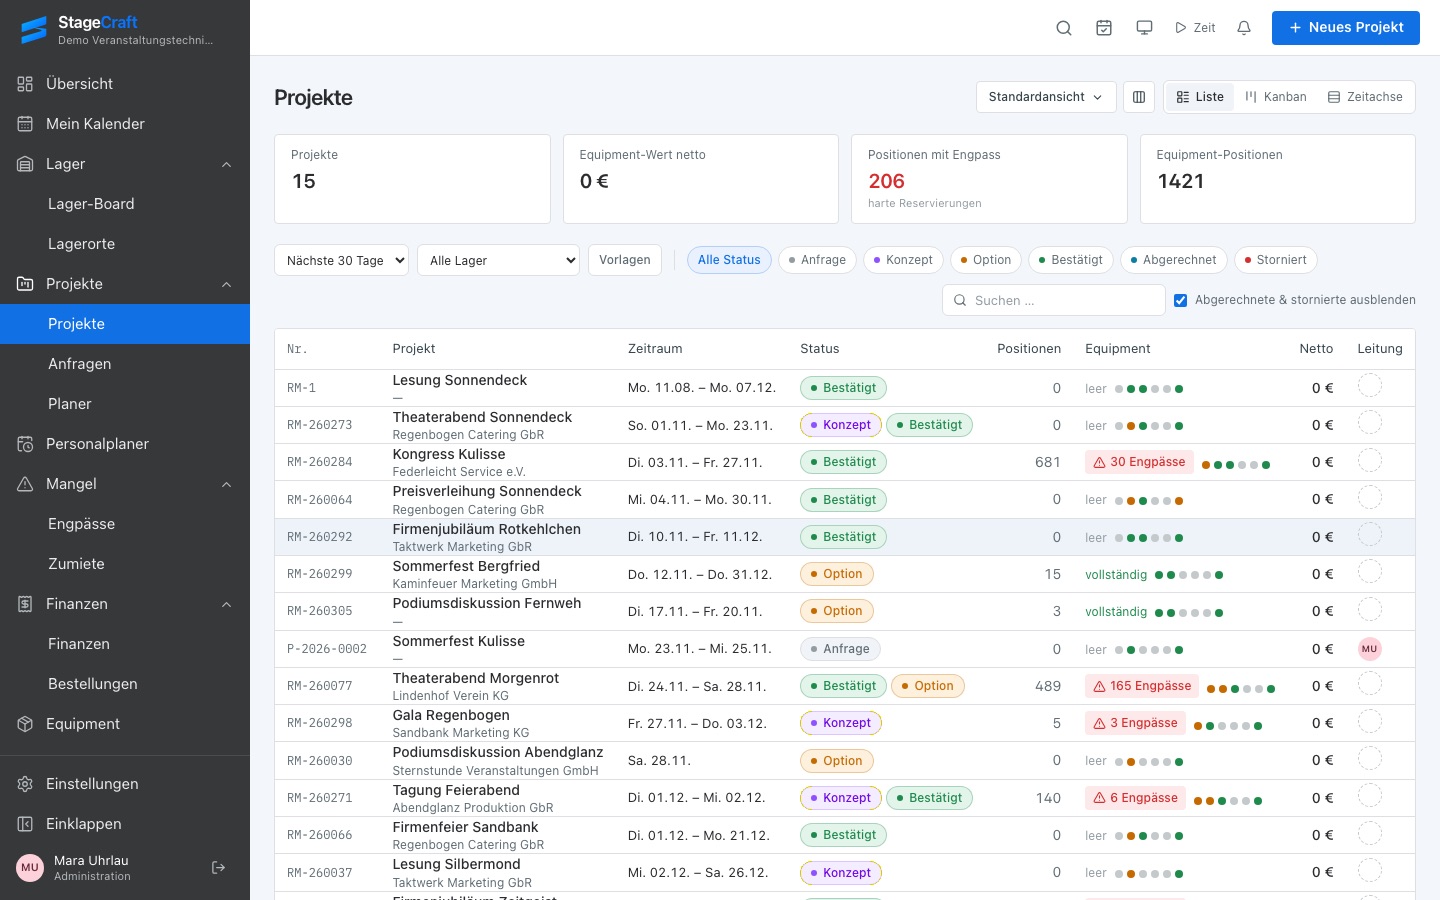 StageCraft
Demo Veranstaltungstechni...
Übersicht
Mein Kalender
Lager
Lager-Board
Lagerorte
Projekte
Projekte
Anfragen
Planer
Personalplaner
Mangel
Engpässe
Zumiete
Finanzen
Finanzen
Bestellungen
Equipment
Einstellungen
Einklappen
MU Mara Uhrlau
Administration
Zeit
+ Neues Projekt
Projekte
Standardansicht
Liste Kanban Zeitachse
Projekte
15
Equipment-Wert netto
0 €
Positionen mit Engpass
206
harte Reservierungen
Equipment-Positionen
1421
Nächste 30 Tage Alle Lager Vorlagen Alle Status Anfrage Konzept Option Bestätigt Abgerechnet Storniert
Suchen ... Abgerechnete & stornierte ausblenden
Nr. Projekt Zeitraum Status Positionen Equipment Netto Leitung
RM-1 Lesung Sonnendeck — Mo. 11.08. – Mo. 07.12. Bestätigt 0 leer 0 €
RM-260273 Theaterabend Sonnendeck Regenbogen Catering GbR So. 01.11. – Mo. 23.11. Konzept Bestätigt 0 leer 0 €
RM-260284 Kongress Kulisse Federleicht Service e.V. Di. 03.11. – Fr. 27.11. Bestätigt 681 30 Engpässe 0 €
RM-260064 Preisverleihung Sonnendeck Regenbogen Catering GbR Mi. 04.11. – Mo. 30.11. Bestätigt 0 leer 0 €
RM-260292 Firmenjubiläum Rotkehlchen Taktwerk Marketing GbR Di. 10.11. – Fr. 11.12. Bestätigt 0 leer 0 €
RM-260299 Sommerfest Bergfried Kaminfeuer Marketing GmbH Do. 12.11. – Do. 31.12. Option 15 vollständig 0 €
RM-260305 Podiumsdiskussion Fernweh — Di. 17.11. – Fr. 20.11. Option 3 vollständig 0 €
P-2026-0002 Sommerfest Kulisse — Mo. 23.11. – Mi. 25.11. Anfrage 0 leer 0 € MU
RM-260077 Theaterabend Morgenrot Lindenhof Verein KG Di. 24.11. – Sa. 28.11. Bestätigt Option 489 165 Engpässe 0 €
RM-260298 Gala Regenbogen Sandbank Marketing KG Fr. 27.11. – Do. 03.12. Konzept 5 3 Engpässe 0 €
RM-260030 Podiumsdiskussion Abendglanz Sternstunde Veranstaltungen GmbH Sa. 28.11. Option 0 leer 0 €
RM-260271 Tagung Feierabend Abendglanz Produktion GbR Di. 01.12. – Mi. 02.12. Konzept Bestätigt 140 6 Engpässe 0 €
RM-260066 Firmenfeier Sandbank Regenbogen Catering GbR Di. 01.12. – Mo. 21.12. Bestätigt 0 leer 0 €
RM-260037 Lesung Silbermond Taktwerk Marketing GbR Mi. 02.12. – Sa. 26.12. Konzept 0 leer 0 €